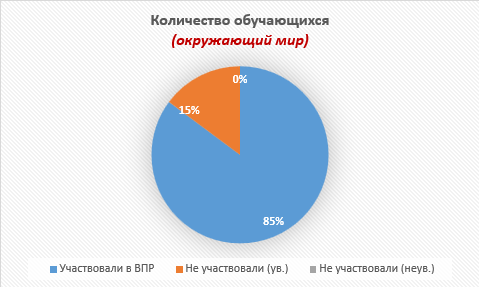 Количество обучающихся
(окружающий мир)
0%
15%
85%
Участвовали в ВПР Не участвовали (ув.) Не участвовали (неув.)